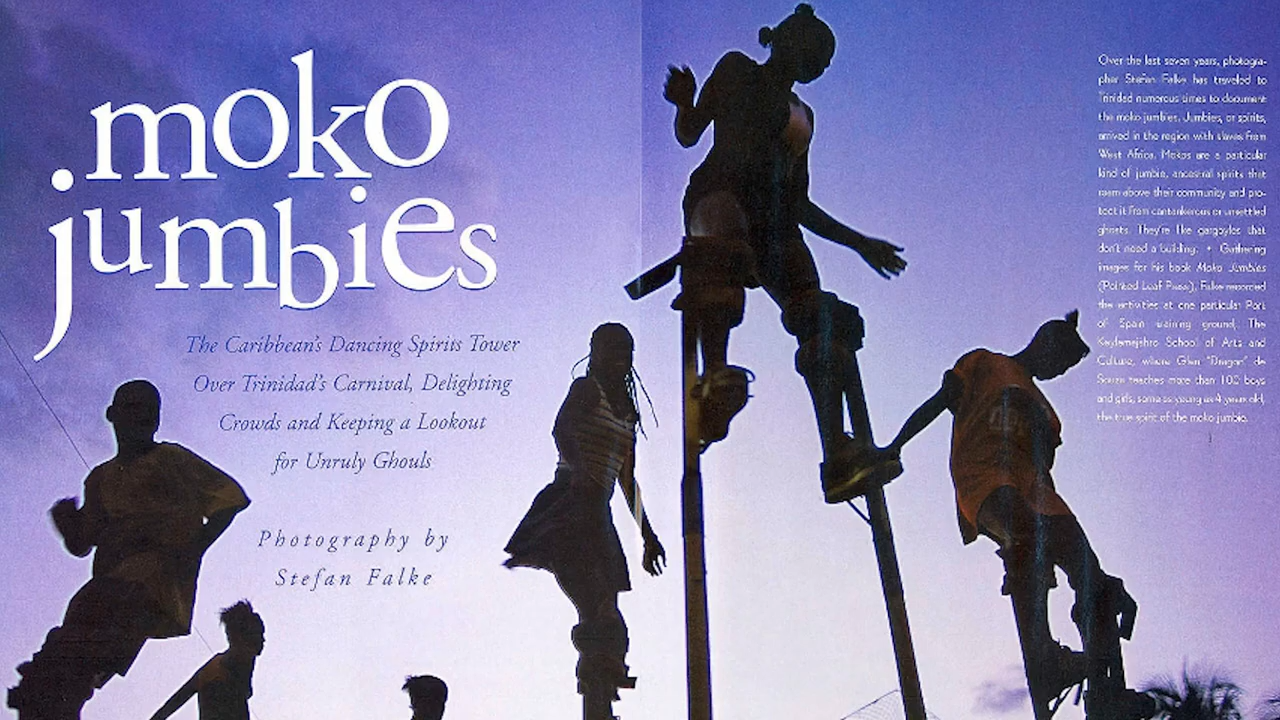 moko
jumbies
The Caribbean's Dancing Spirits Tower
Over Trinidad's Carnival, Delighting
Crowds and Keeping a Lookout
for Unruly Ghouls
Photography by
Stefan Falke
Over the last seven years, photogra-
pher Stefan Falke has traveled to
Trinidad numerous times to document
the moko jumbies. Jumbies, or spirits,
arrived in the region with slaves from
West Africa. Mokos are a particular
kind of jumbie, ancestral spirits that
roam above their community and pro-
tect it from cantankerous or unsettled
ghosts. They're like gargoyles that
don't need a building. • Gathering
images for his book Moko Jumbies
(Pointed Leaf Press), Falke recorded
the activities at one particular Port
of Spain training ground, The
Keylemanjahro School of Arts and
Culture, where Glen "Dragon" de
Souza teaches more than 100 boys
and girls, some as young as 4 years old,
the true spirit of the moko jumbie.